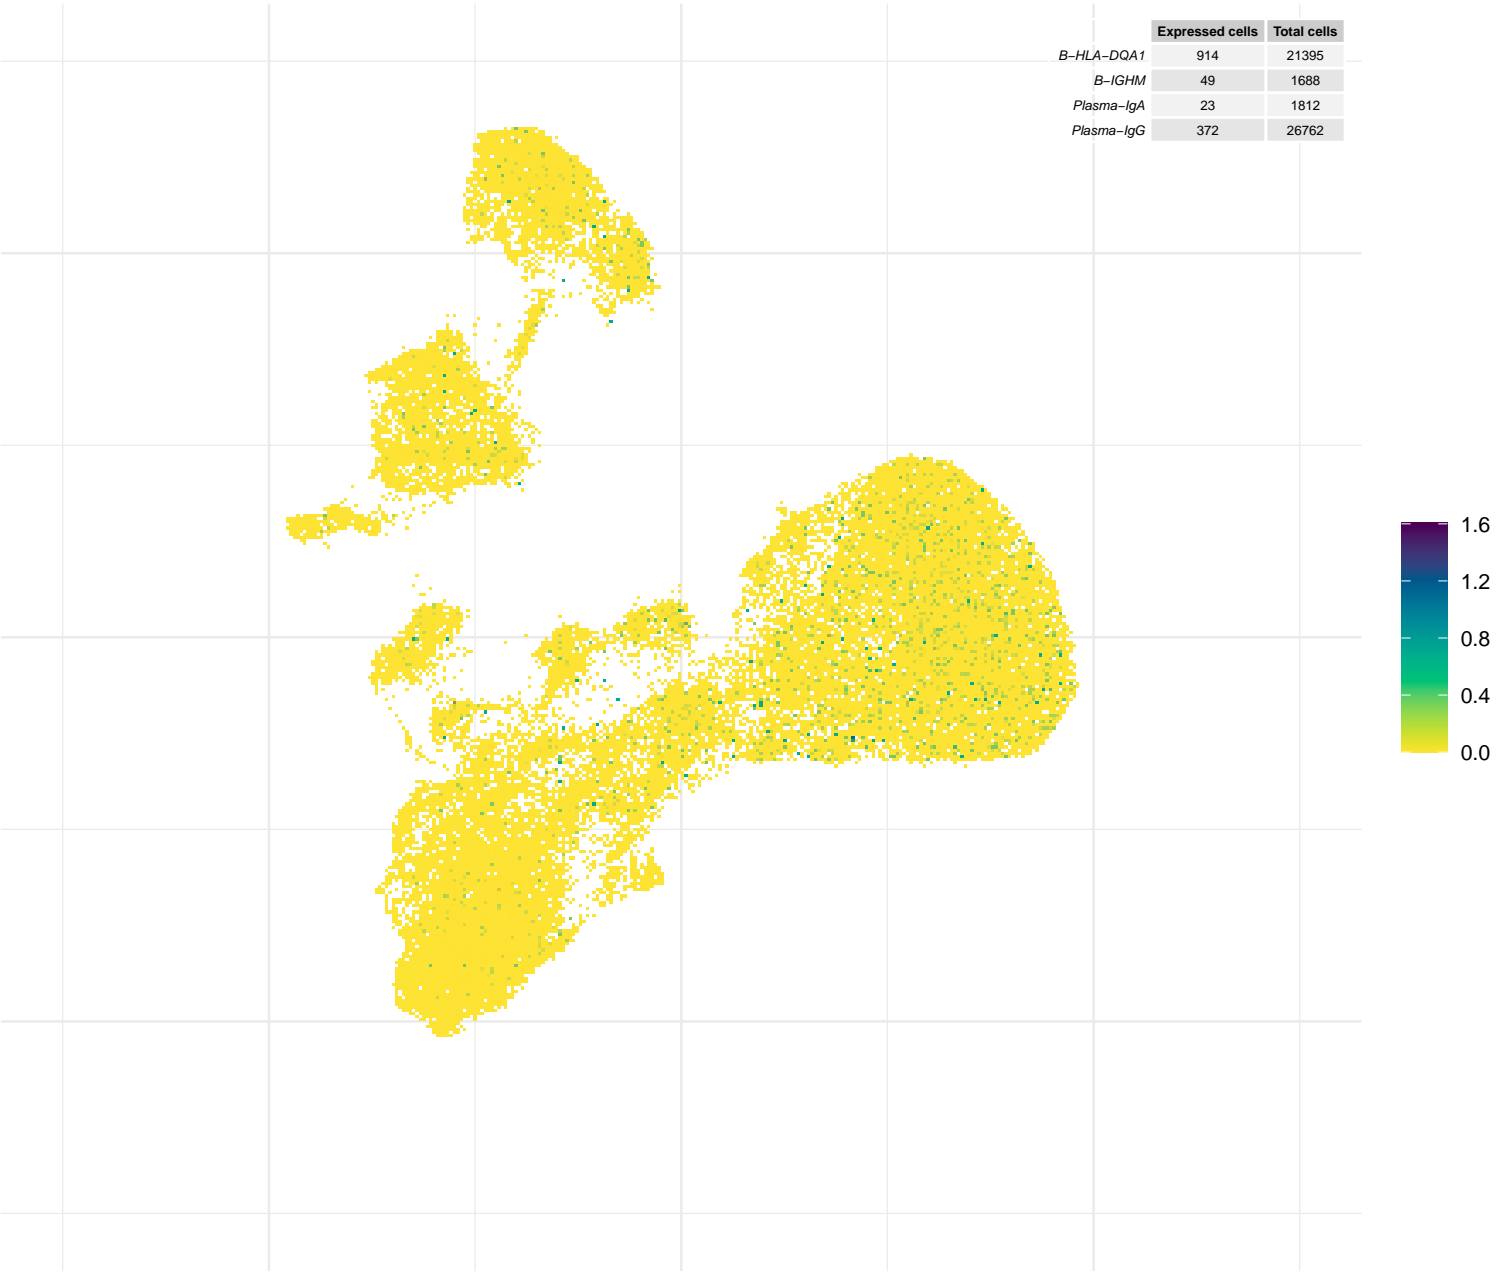 Expressed cells Total cells
B−HLA−DQA1 914 21395
B−IGHM 49 1688
Plasma−IgA 23 1812
Plasma−IgG 372 26762
1.6
1.2
0.8
0.4
0.0